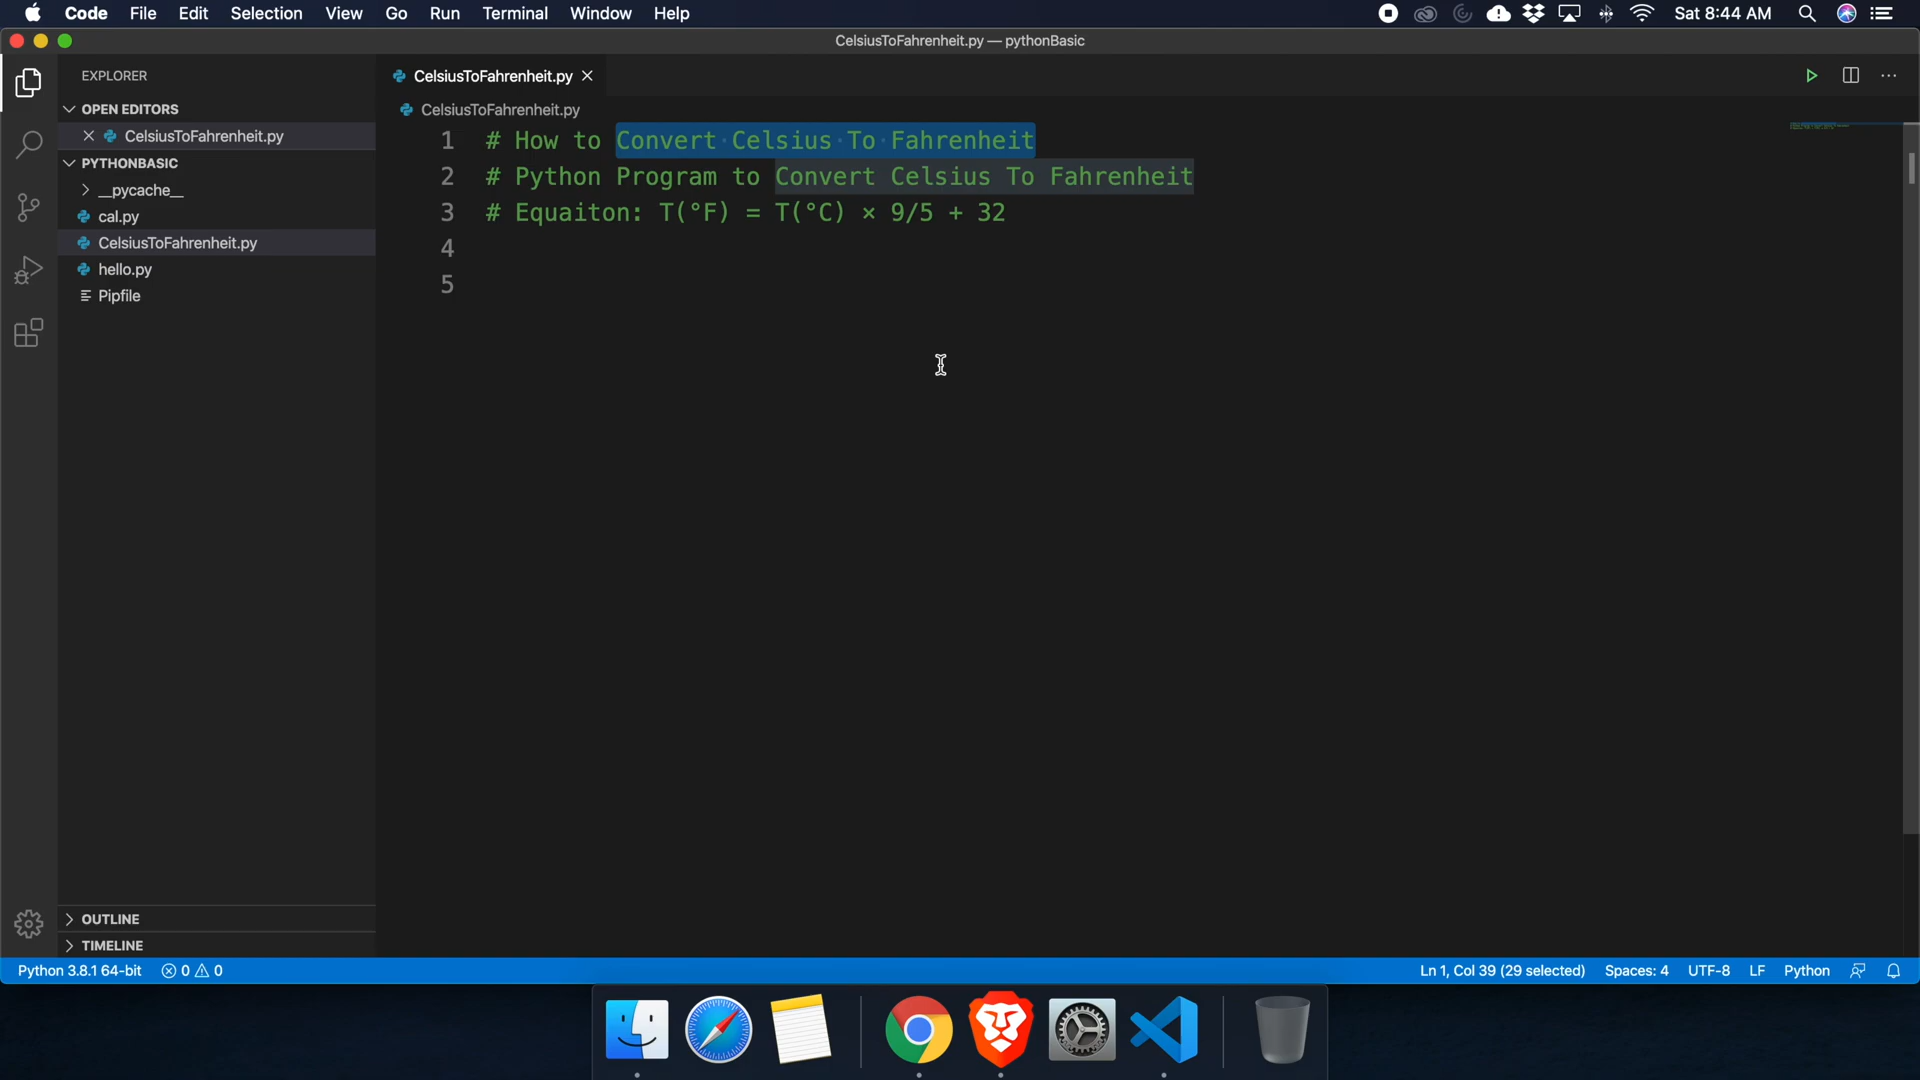 Code File Edit Selection View Go Run Terminal Window Help Sat 8:44 AM
CelsiusToFahrenheit.py — pythonBasic
EXPLORER
OPEN EDITORS
CelsiusToFahrenheit.py
PYTHONBASIC
__pycache__
cal.py
CelsiusToFahrenheit.py
hello.py
Pipfile
OUTLINE
TIMELINE
CelsiusToFahrenheit.py
CelsiusToFahrenheit.py
1 # How to Convert Celsius To Fahrenheit
2 # Python Program to Convert Celsius To Fahrenheit
3 # Equaiton: T(°F) = T(°C) × 9/5 + 32
4
5
Python 3.8.1 64-bit 0 0 Ln 1, Col 39 (29 selected) Spaces: 4 UTF-8 LF Python